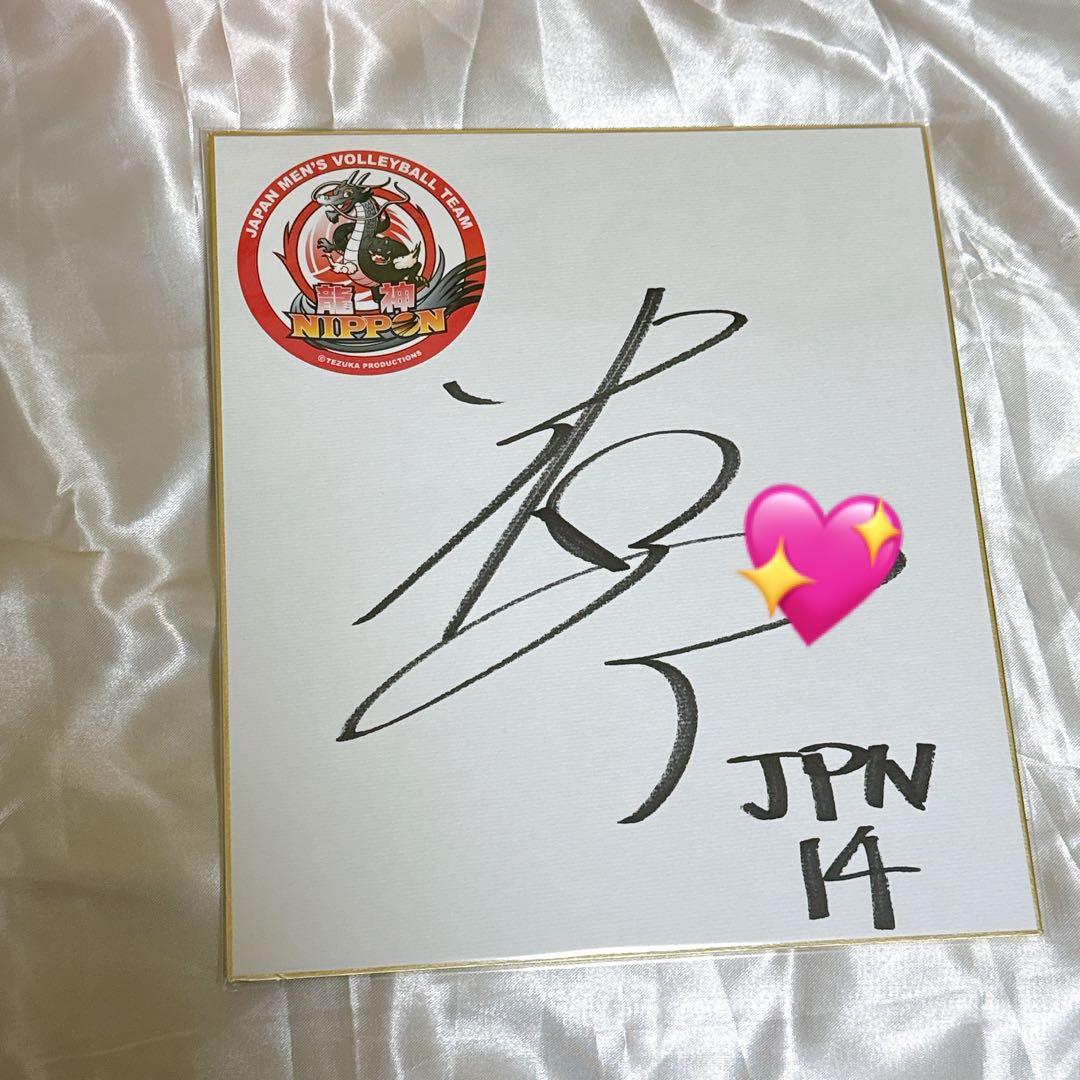 JAPAN MEN'S VOLLEYBALL TEAM
龍神
NIPPON
©TEZUKA PRODUCTIONS
JPN
14